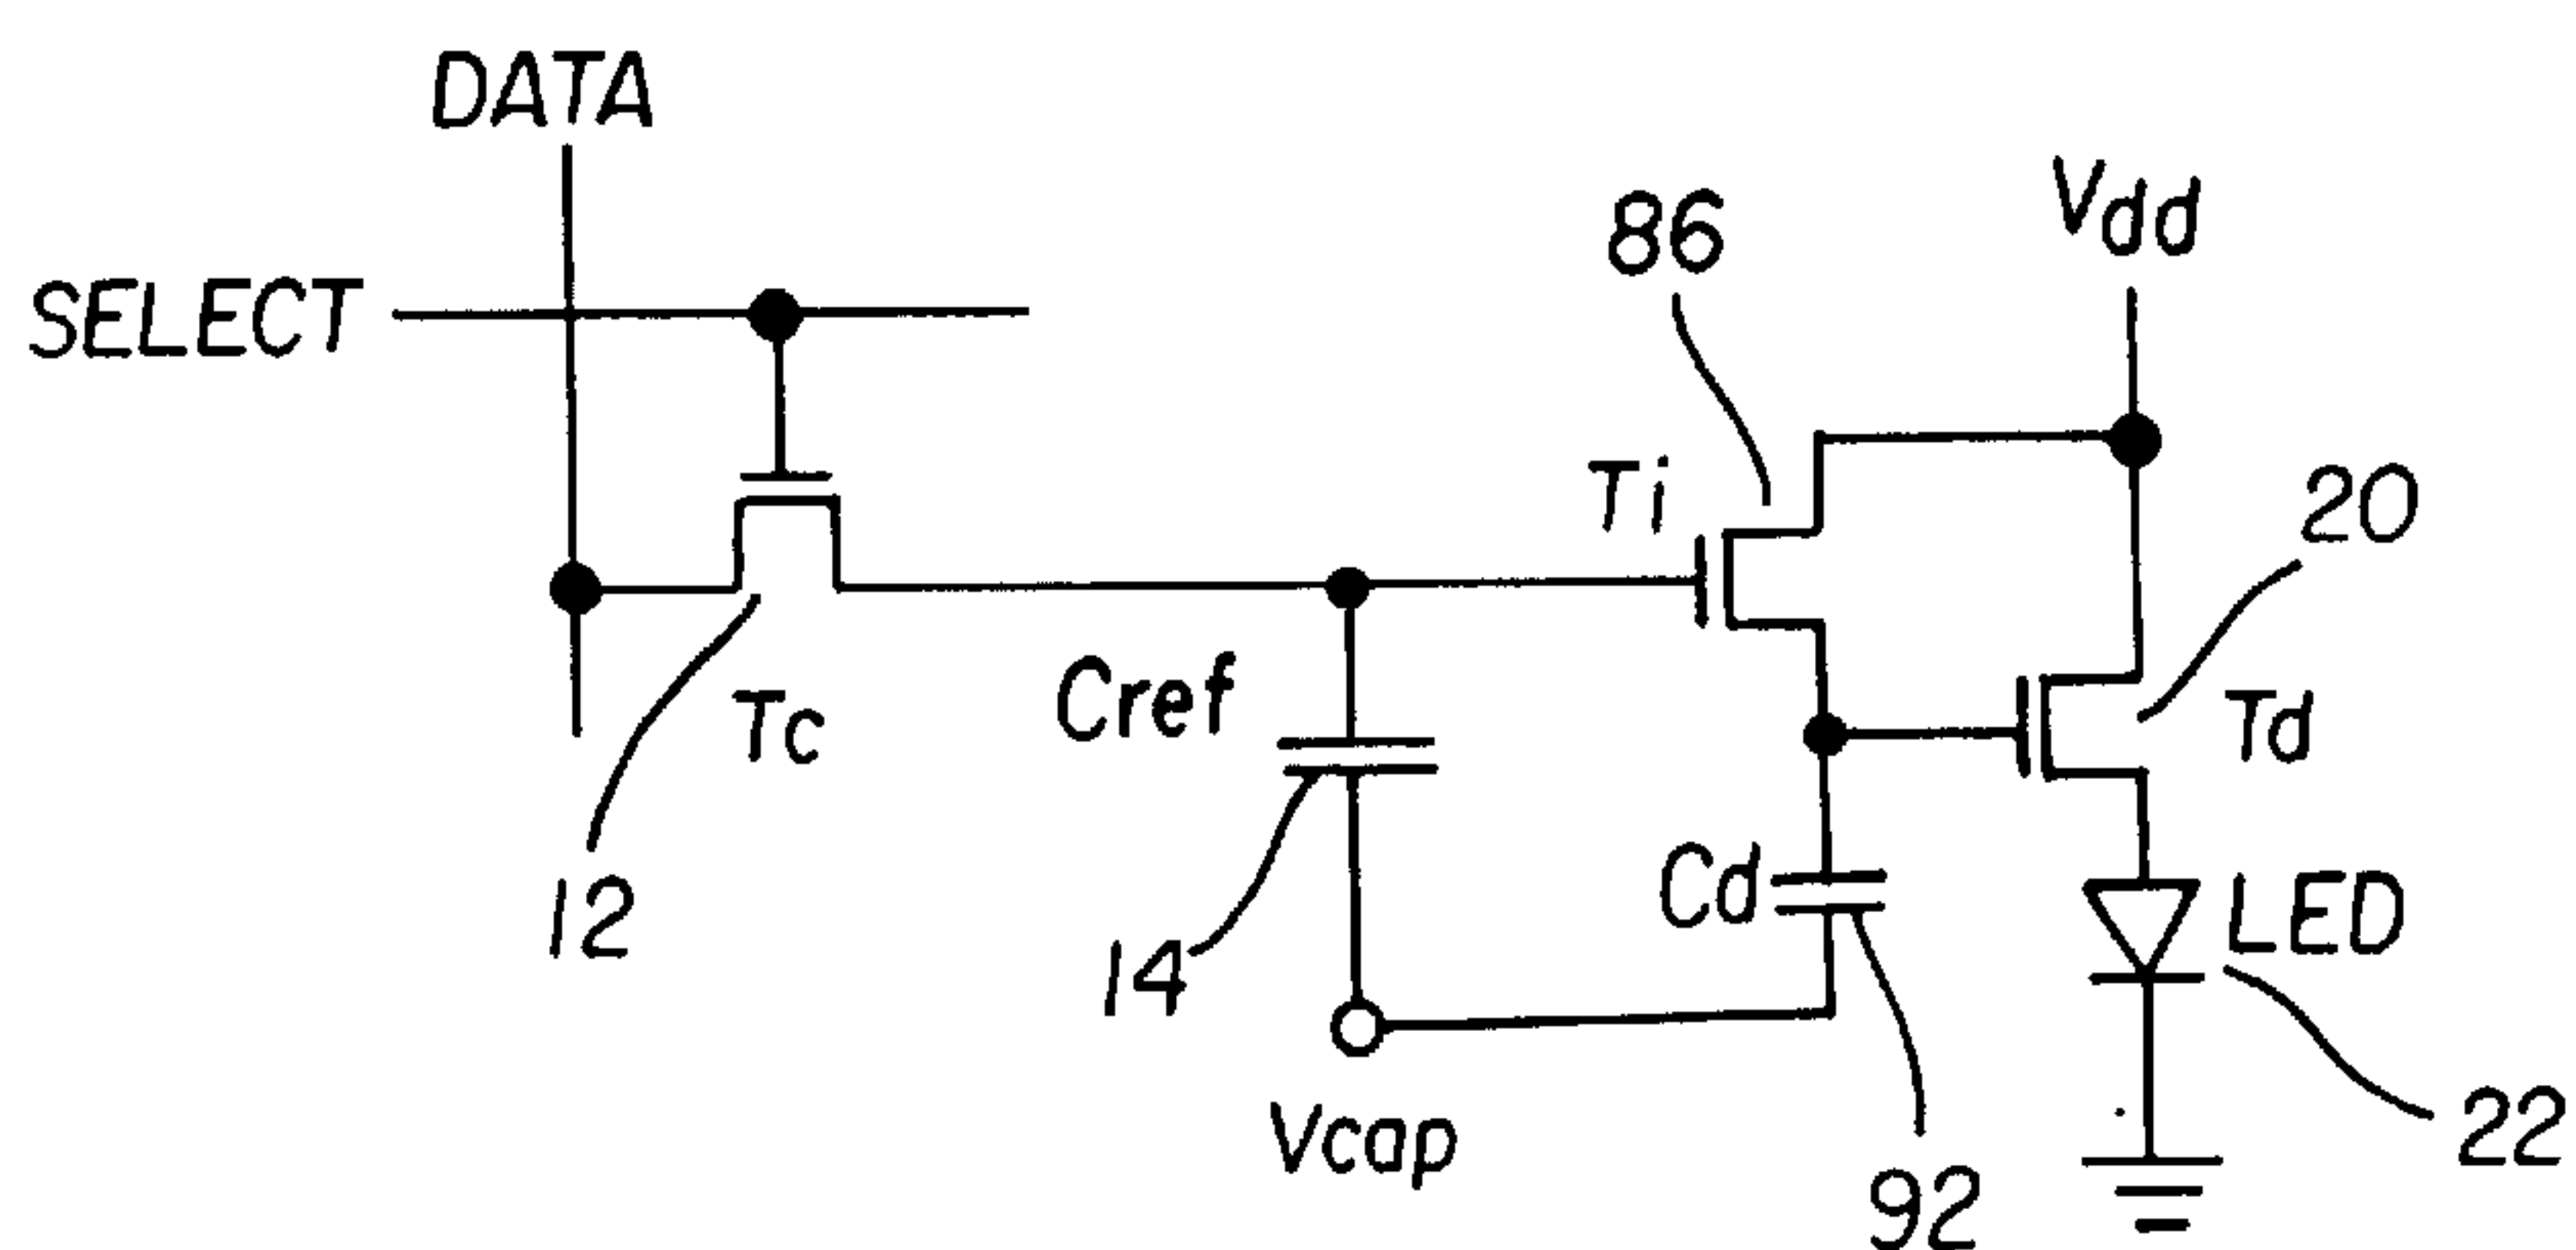 DATA
SELECT
86
Vdd
Ti
20
Tc
Cref
Td
12
14
Cd
LED
Vcap
92
22